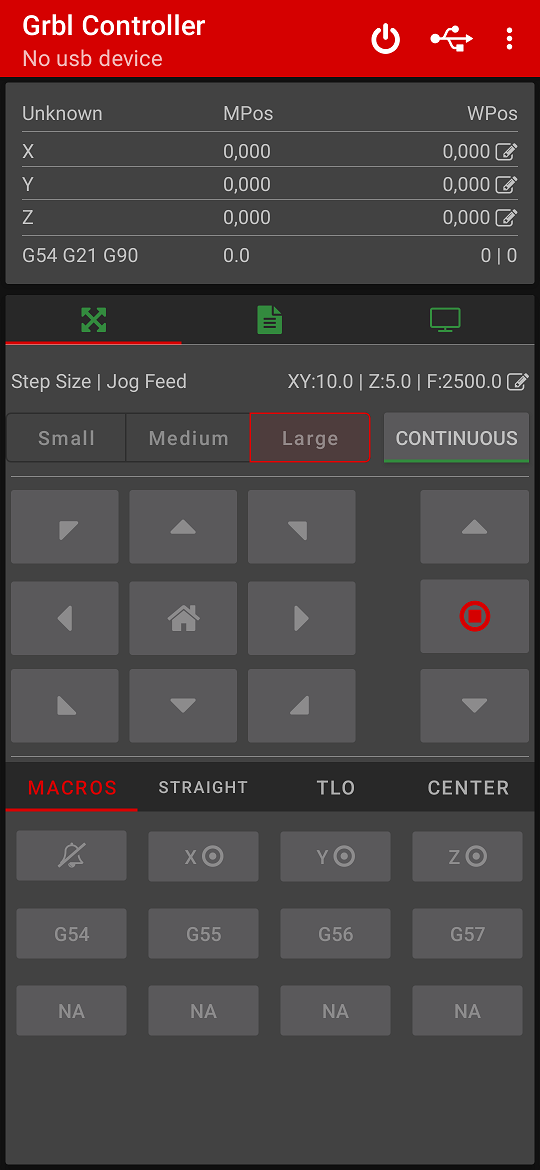 Grbl Controller
No usb device
Unknown MPos WPos
X 0,000 0,000
Y 0,000 0,000
Z 0,000 0,000
G54 G21 G90 0.0 0 | 0
Step Size | Jog Feed XY:10.0 | Z:5.0 | F:2500.0
Small Medium Large CONTINUOUS
MACROS STRAIGHT TLO CENTER
X Y Z
G54 G55 G56 G57
NA NA NA NA